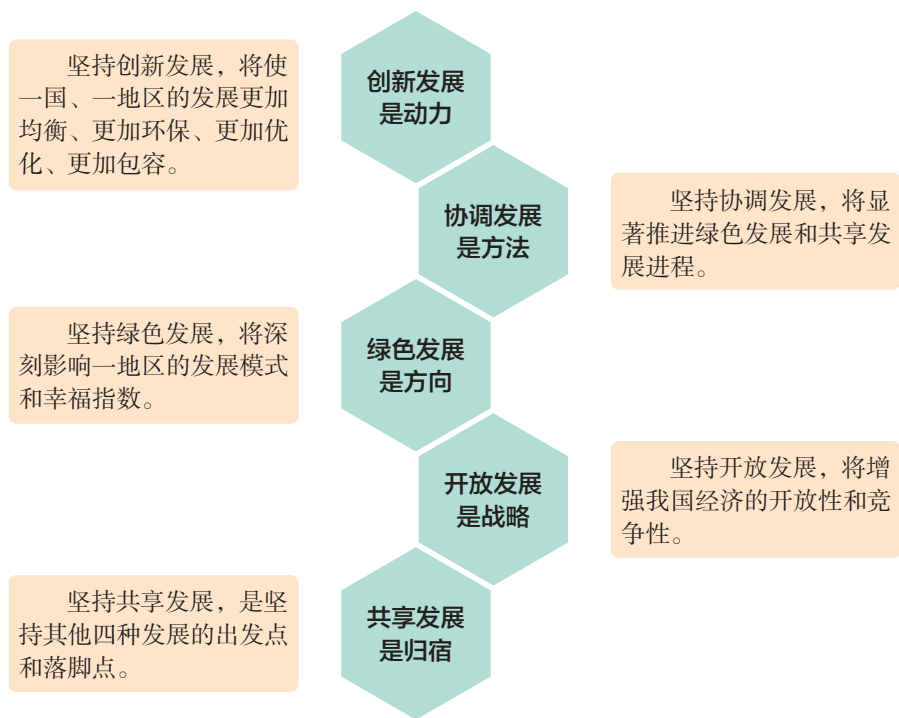 坚持创新发展，将使
一国、一地区的发展更加
均衡、更加环保、更加优
化、更加包容。
创新发展
是动力
协调发展
是方法
坚持协调发展，将显
著推进绿色发展和共享发
展进程。
坚持绿色发展，将深
刻影响一地区的发展模式
和幸福指数。
绿色发展
是方向
开放发展
是战略
坚持开放发展，将增
强我国经济的开放性和竞
争性。
坚持共享发展，是坚
持其他四种发展的出发点
和落脚点。
共享发展
是归宿